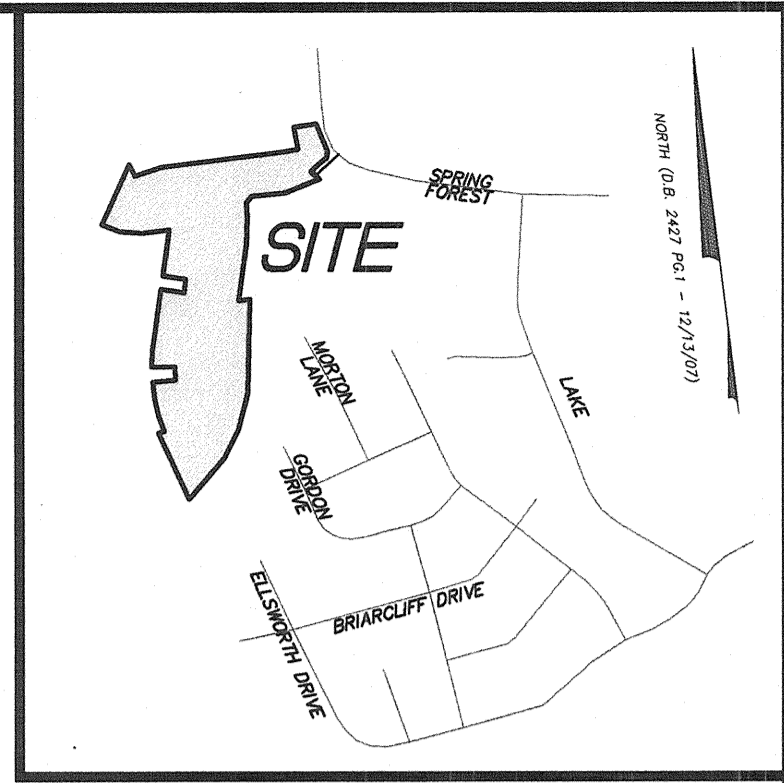 SPRING
FOREST
NORTH (D.B. 2427 PG.1 - 12/13/07)
SITE
MORTON
LANE
LAKE
GORDON
DRIVE
ELLSWORTH DRIVE
BRIARCLIFF DRIVE